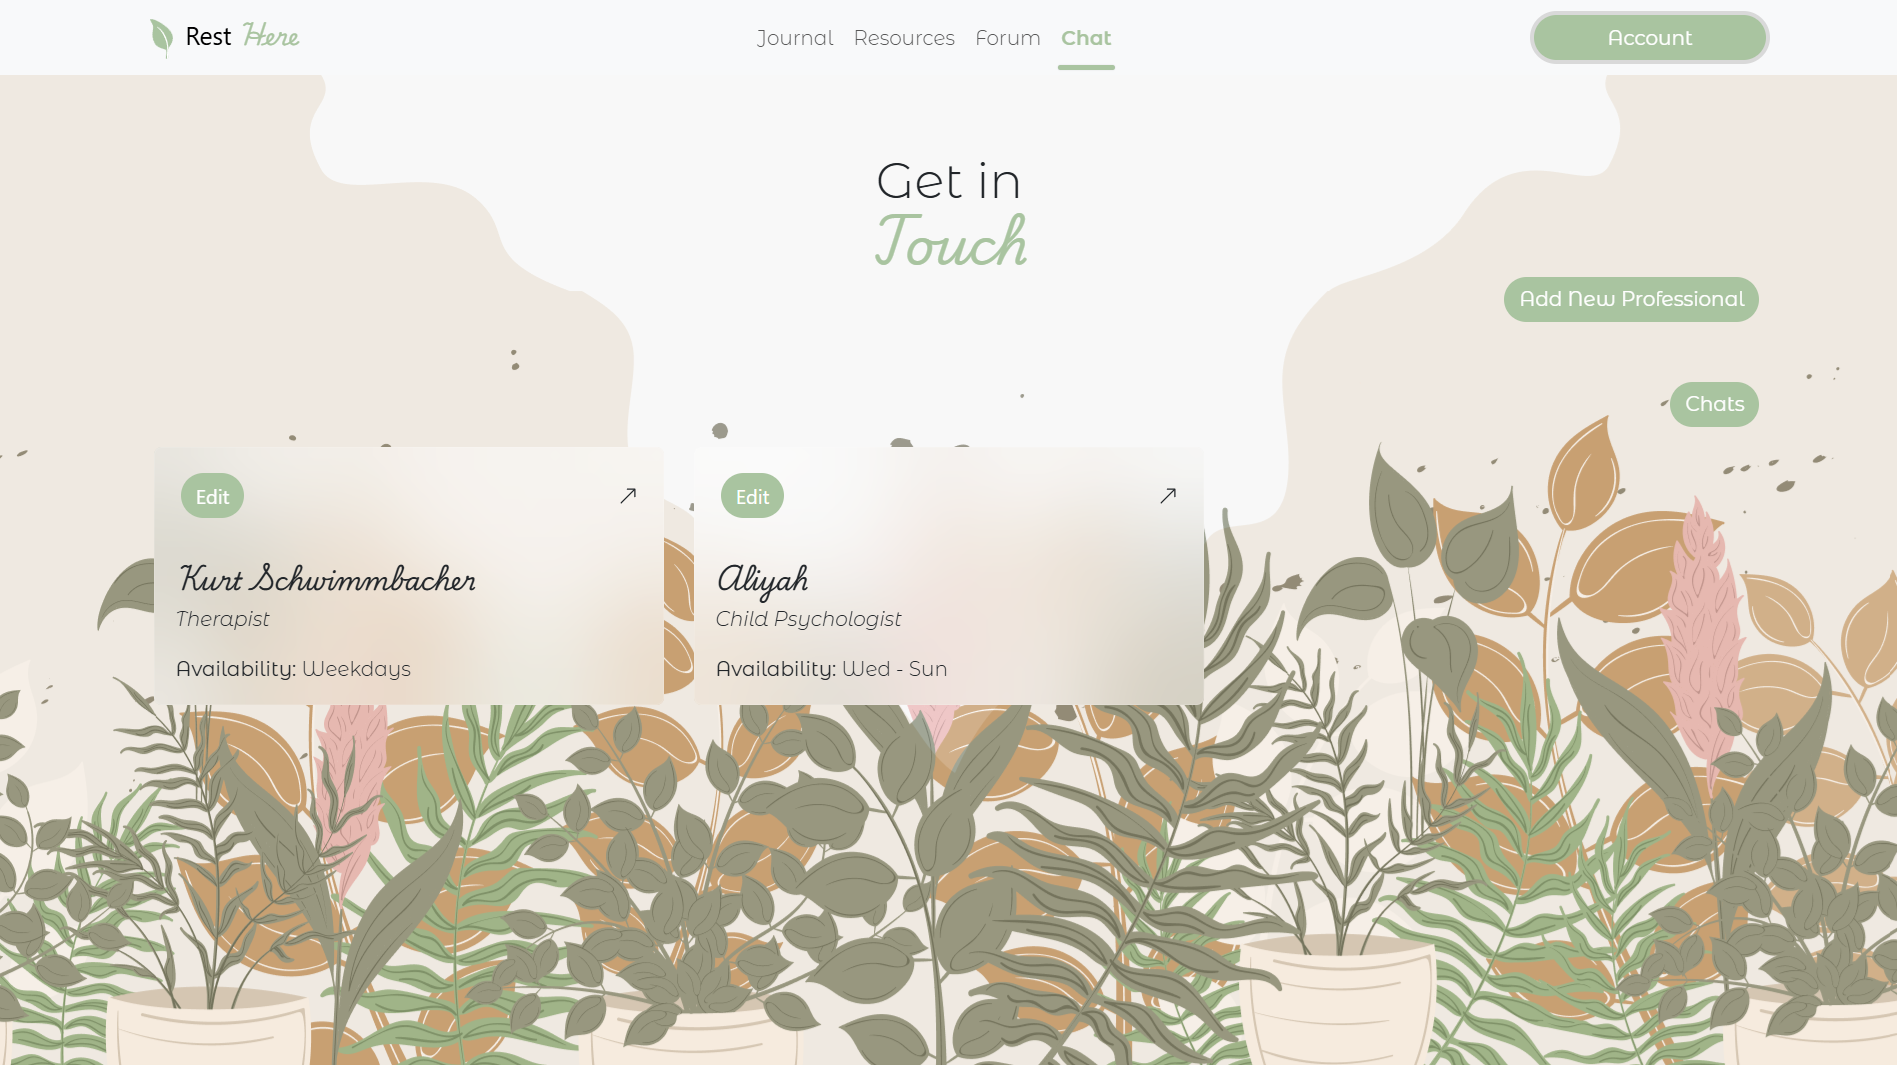 Rest Here
Journal Resources Forum Chat
Account
Get in
Touch
Add New Professional
Chats
Edit
Kurt Schwimmbacher
Therapist
Availability: Weekdays
Edit
Aliyah
Child Psychologist
Availability: Wed - Sun